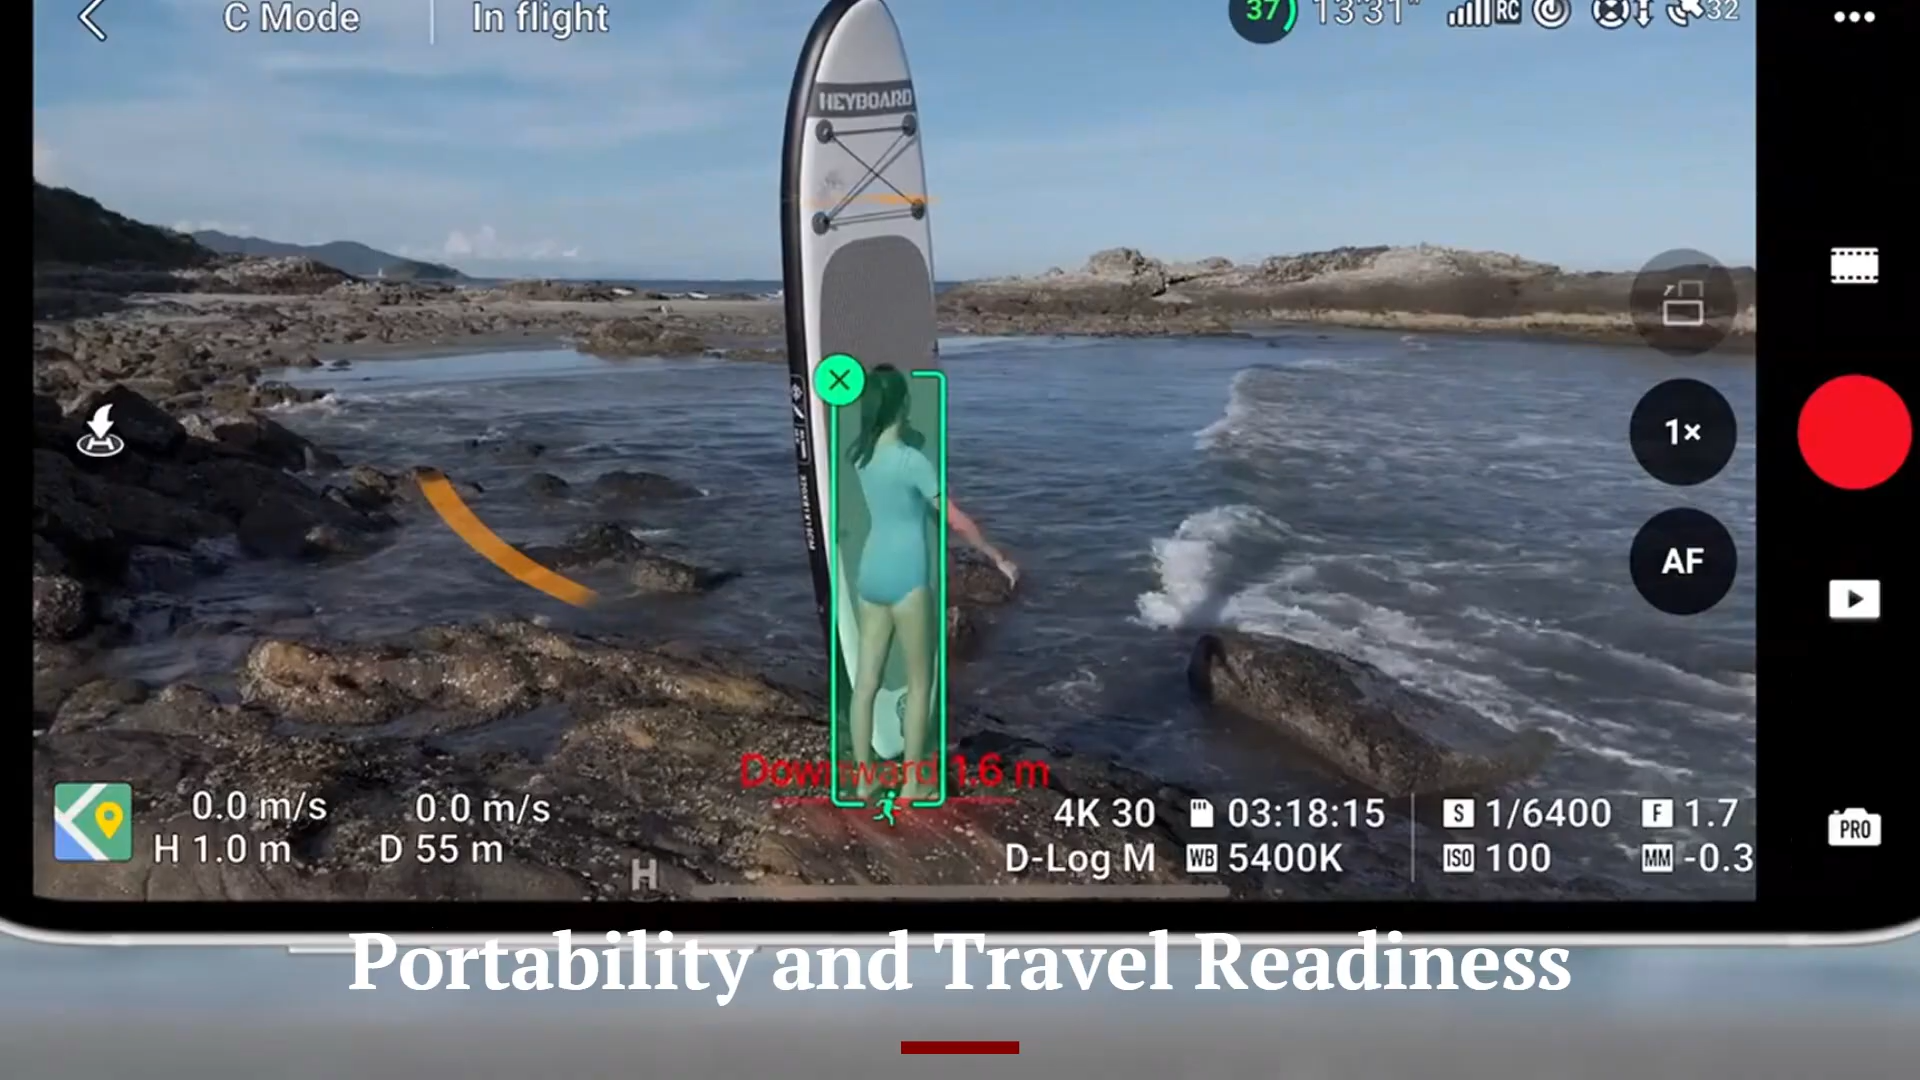 C Mode
In flight
37
13'31"
RC
32
HEYBOARD
1×
AF
Downward 1.6 m
0.0 m/s
0.0 m/s
H 1.0 m
D 55 m
H
4K 30
03:18:15
S 1/6400
F 1.7
D-Log M
WB 5400K
ISO 100
MM -0.3
PRO
Portability and Travel Readiness